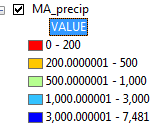 MA_precip
VALUE
0 - 200
200.0000001 - 500
500.0000001 - 1,000
1,000.000001 - 3,000
3,000.000001 - 7,481